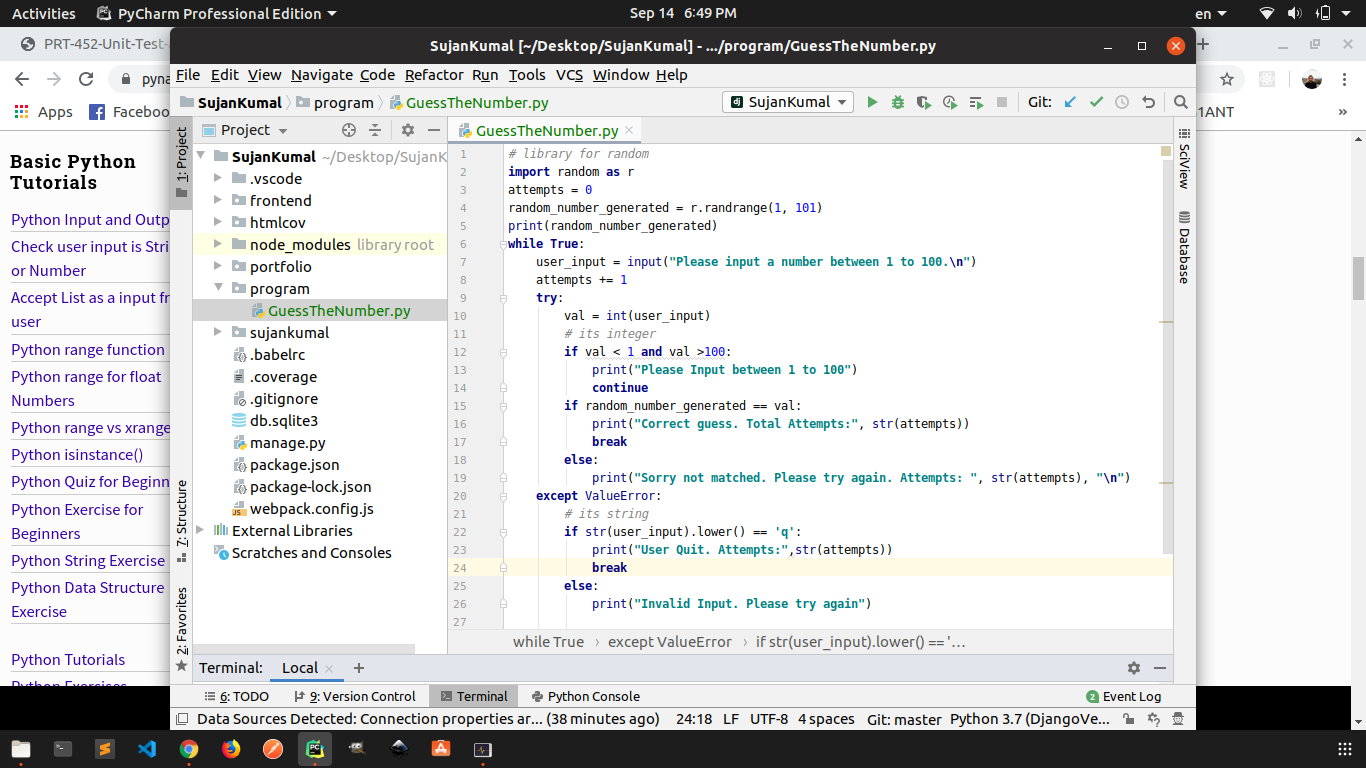 Activities
PyCharm Professional Edition
Sep 14 6:49 PM
en
PRT-452-Unit-Test-
SujanKumal [~/Desktop/SujanKumal] - .../program/GuessTheNumber.py
pyna
File Edit View Navigate Code Refactor Run Tools VCS Window Help
Apps
Faceboo
1ANT
»
SujanKumal
program
GuessTheNumber.py
SujanKumal
Git:
1: Project
7: Structure
2: Favorites
Basic Python
Tutorials
Python Input and Outp
Check user input is Stri
or Number
Accept List as a input fr
user
Python range function
Python range for float
Numbers
Python range vs xrange
Python isinstance()
Python Quiz for Beginn
Python Exercise for
Beginners
Python String Exercise
Python Data Structure
Exercise
Python Tutorials
Python Exercises
Project
SujanKumal ~/Desktop/SujanK
.vscode
frontend
htmlcov
node_modules library root
portfolio
program
GuessTheNumber.py
sujankumal
.babelrc
.coverage
.gitignore
db.sqlite3
manage.py
package.json
package-lock.json
webpack.config.js
External Libraries
Scratches and Consoles
GuessTheNumber.py
1 # library for random
2 import random as r
3 attempts = 0
4 random_number_generated = r.randrange(1, 101)
5 print(random_number_generated)
6 while True:
7 user_input = input("Please input a number between 1 to 100.\n")
8 attempts += 1
9 try:
10 val = int(user_input)
11 # its integer
12 if val < 1 and val >100:
13 print("Please Input between 1 to 100")
14 continue
15 if random_number_generated == val:
16 print("Correct guess. Total Attempts:", str(attempts))
17 break
18 else:
19 print("Sorry not matched. Please try again. Attempts: ", str(attempts), "\n")
20 except ValueError:
21 # its string
22 if str(user_input).lower() == 'q':
23 print("User Quit. Attempts:",str(attempts))
24 break
25 else:
26 print("Invalid Input. Please try again")
27
SciView
Database
while True › except ValueError › if str(user_input).lower() == '...
Terminal: Local
6: TODO
9: Version Control
Terminal
Python Console
2 Event Log
Data Sources Detected: Connection properties ar... (38 minutes ago)
24:18 LF UTF-8 4 spaces Git: master Python 3.7 (DjangoVe...